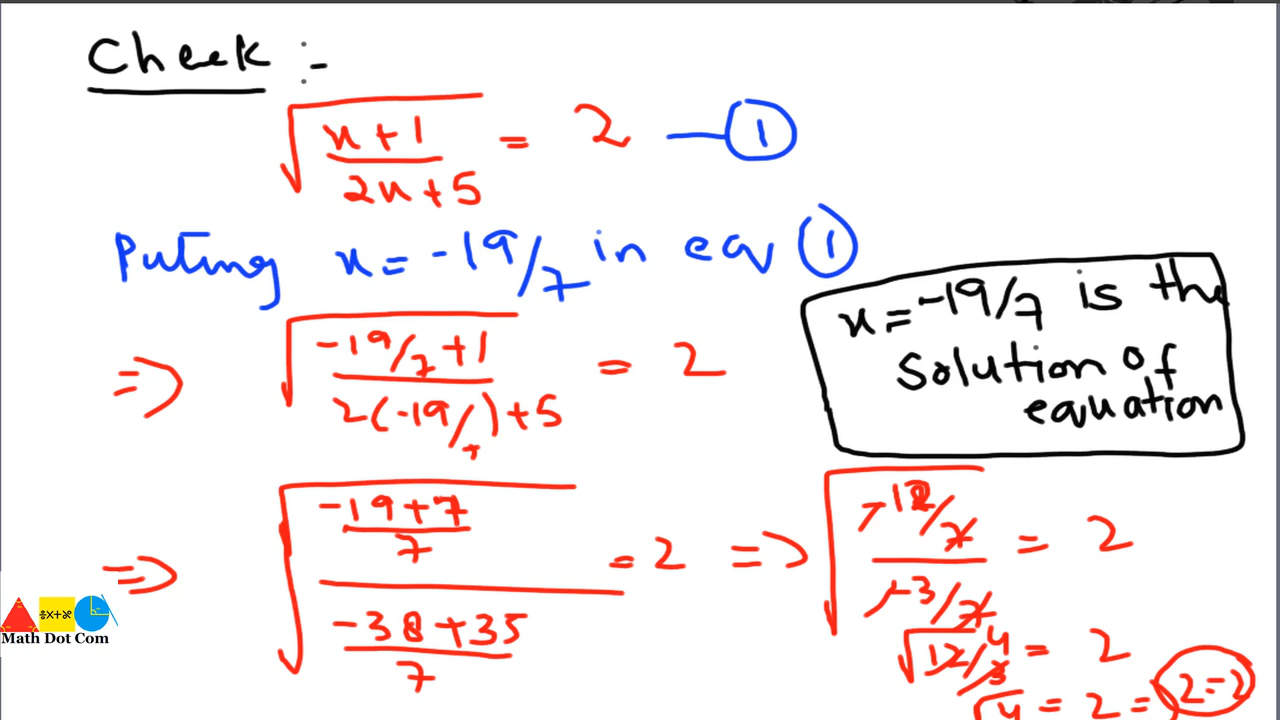 Check :-
√((x+1)/(2x+5)) = 2 — ①
Puting x = -19/7 in eq ①
⇒ √((-19/7 +1)/(2(-19/7)+5)) = 2
x = -19/7 is the
solution of
equation
⇒ √(((-19+7)/7)/((-38+35)/7)) = 2 ⇒ √((-12/7)/(-3/7)) = 2
√(12/3) 4 = 2
√4 = 2 = 2=2
÷x+
Math Dot Com